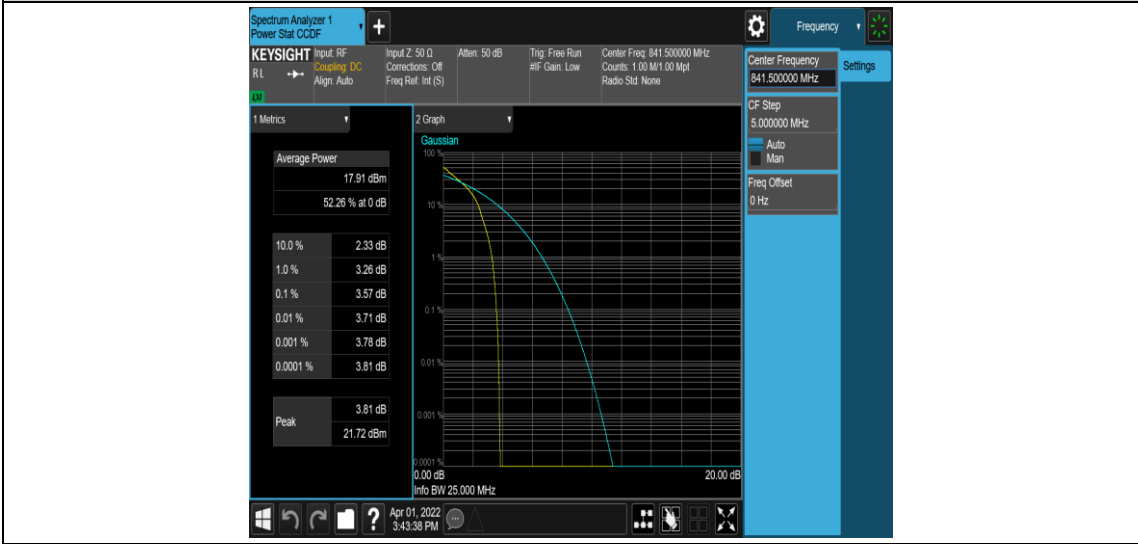 Spectrum Analyzer 1
Power Stat CCDF
+
Frequency
KEYSIGHT
RL
LW
Input: RF
Coupling: DC
Align: Auto
Input Z: 50 Ω
Corrections: Off
Freq Ref: Int (S)
Atten: 50 dB
Trig: Free Run
#IF Gain: Low
Center Freq: 841.500000 MHz
Counts: 1.00 M/1.00 Mpt
Radio Std: None
Center Frequency
841.500000 MHz
Settings
CF Step
5.000000 MHz
Auto
Man
Freq Offset
0 Hz
1 Metrics
Average Power
17.91 dBm
52.26 % at 0 dB
10.0 % 2.33 dB
1.0 % 3.26 dB
0.1 % 3.57 dB
0.01 % 3.71 dB
0.001 % 3.78 dB
0.0001 % 3.81 dB
Peak
3.81 dB
21.72 dBm
2 Graph
Gaussian
100 %
10 %
1 %
0.1 %
0.01 %
0.001 %
0.0001 %
0.00 dB 20.00 dB
Info BW 25.000 MHz
?
Apr 01, 2022
3:43:38 PM